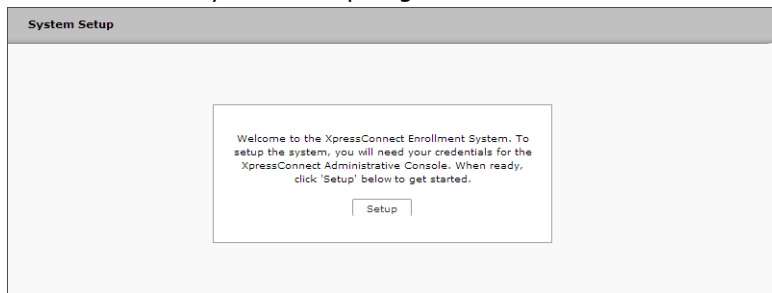 System Setup
Welcome to the XpressConnect Enrollment System. To
setup the system, you will need your credentials for the
XpressConnect Administrative Console. When ready,
click 'Setup' below to get started.
Setup